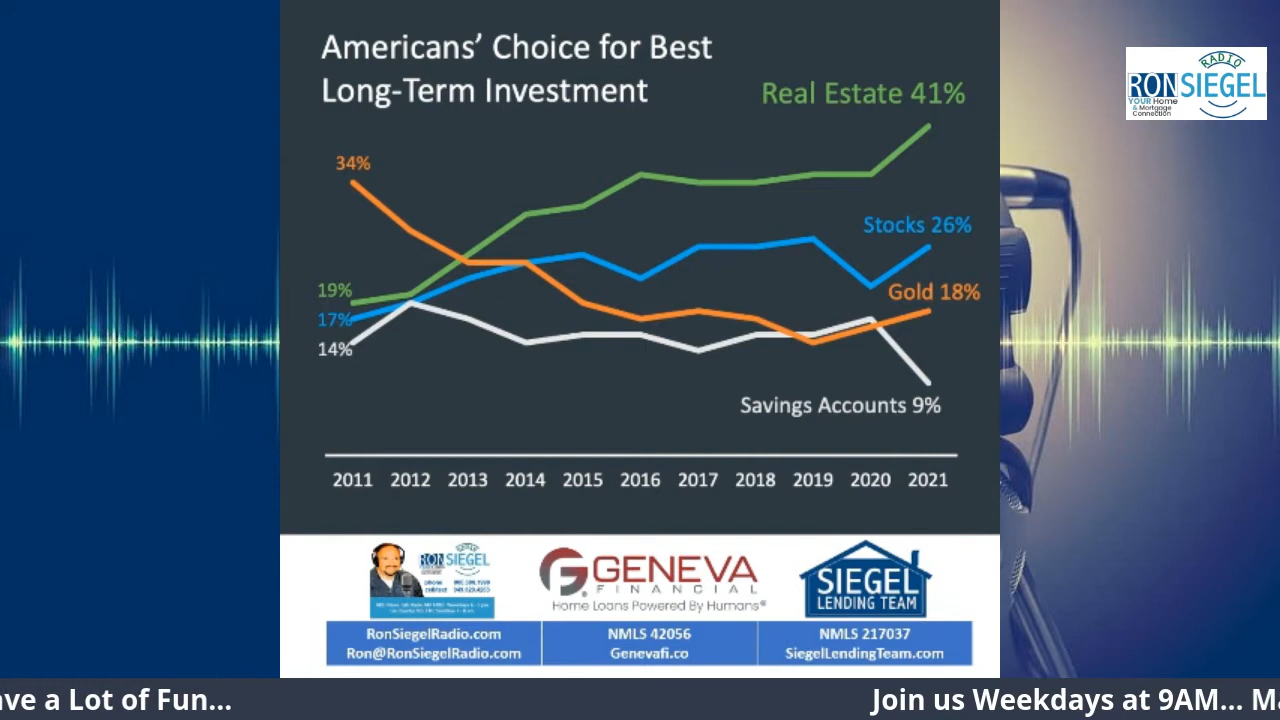 Americans’ Choice for Best
Long-Term Investment
Real Estate 41%
34%
Stocks 26%
19%
Gold 18%
17%
14%
Savings Accounts 9%
2011 2012 2013 2014 2015 2016 2017 2018 2019 2020 2021
RADIO
RON SIEGEL
YOUR Home
& Mortgage
Connection
RADIO
RON SIEGEL
GENEVA
FINANCIAL
Home Loans Powered By Humans®
SIEGEL
LENDING TEAM
RonSiegelRadio.com
Ron@RonSiegelRadio.com
NMLS 42056
Genevafi.co
NMLS 217037
SiegelLendingTeam.com
ave a Lot of Fun...
Join us Weekdays at 9AM... Ma